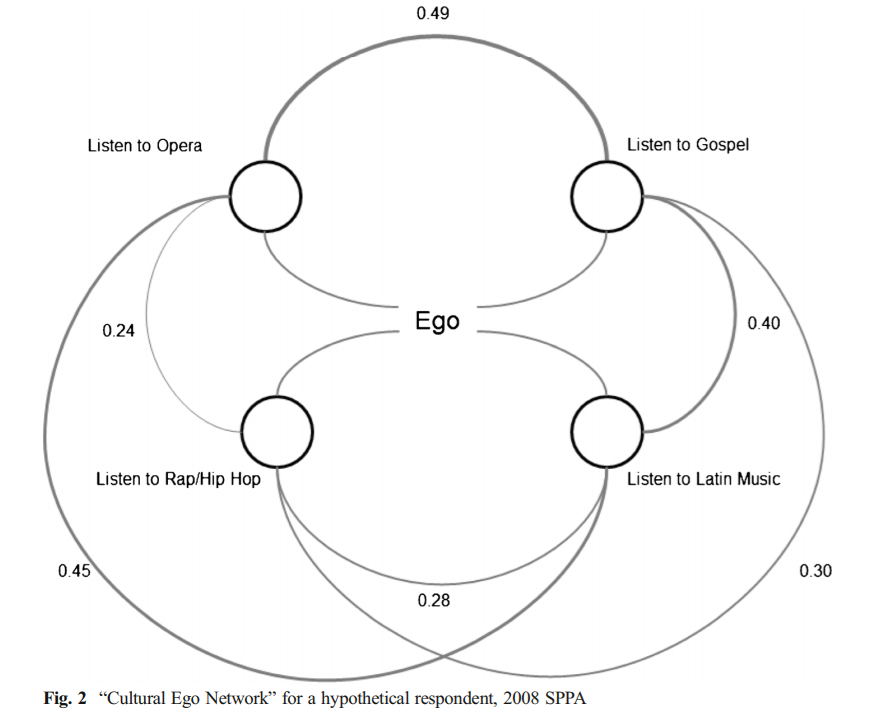 0.49
Listen to Opera
Listen to Gospel
Ego
0.24
0.40
Listen to Rap/Hip Hop
Listen to Latin Music
0.45
0.28
0.30
Fig. 2 “Cultural Ego Network” for a hypothetical respondent, 2008 SPPA